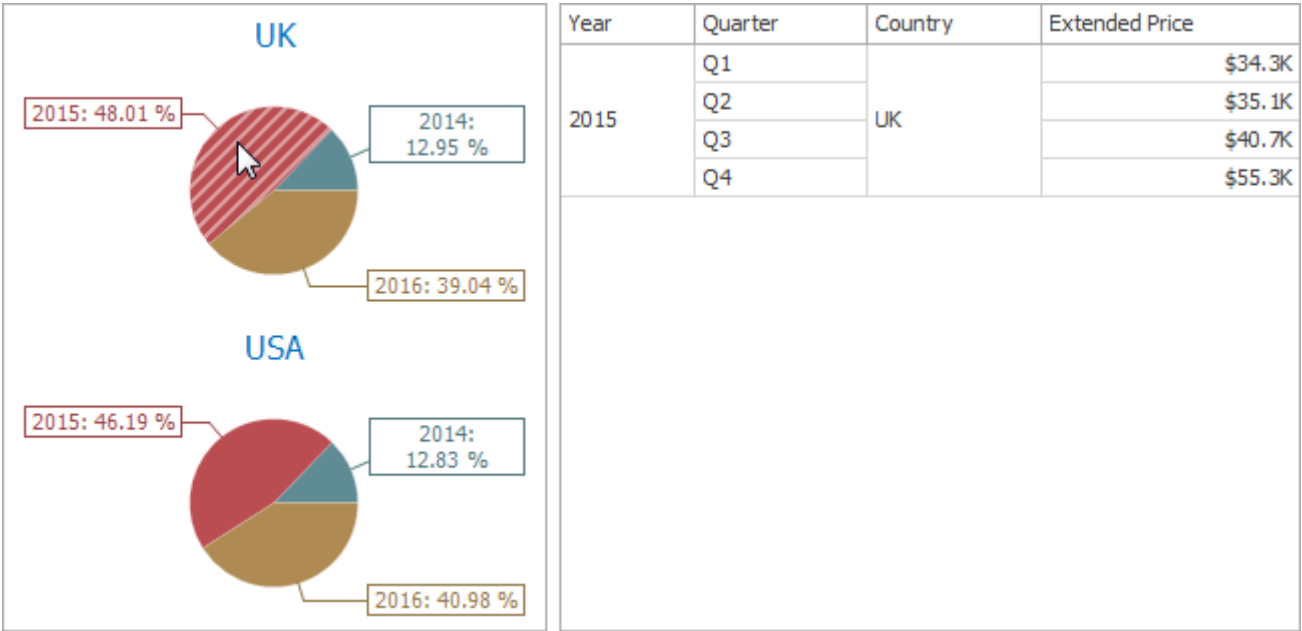 UK
2015: 48.01 %
2014:
12.95 %
2016: 39.04 %
USA
2015: 46.19 %
2014:
12.83 %
2016: 40.98 %
Year Quarter Country Extended Price
2015 UK
Q1 $34.3K
Q2 $35.1K
Q3 $40.7K
Q4 $55.3K